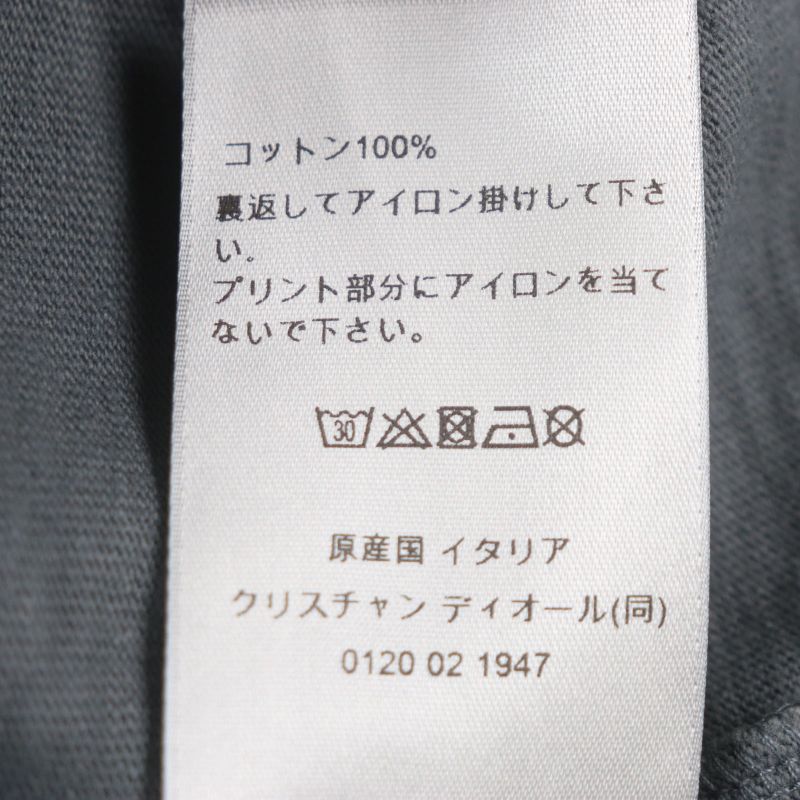 コットン100%
裏返してアイロン掛けして下さ
い.
プリント部分にアイロンを当て
ないで下さい。
30
原産国 イタリア
クリスチャン ディオール(同)
0120 02 1947